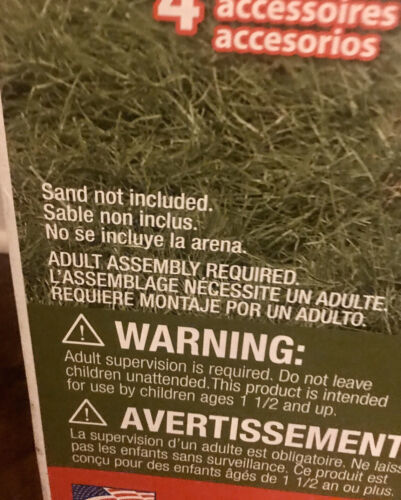 4 accessoires
accesorios
Sand not included.
Sable non inclus.
No se incluye la arena.
ADULT ASSEMBLY REQUIRED.
L'ASSEMBLAGE NÉCESSITE UN ADULTE.
REQUIERE MONTAJE POR UN ADULTO.
WARNING:
Adult supervision is required. Do not leave
children unattended. This product is intended
for use by children ages 1 1/2 and up.
AVERTISSEMENT
La supervision d'un adulte est obligatoire. Ne
pas les enfants sans surveillance. Ce produit est
conçu pour des enfants âgés de 1 1/2 an ou plus.